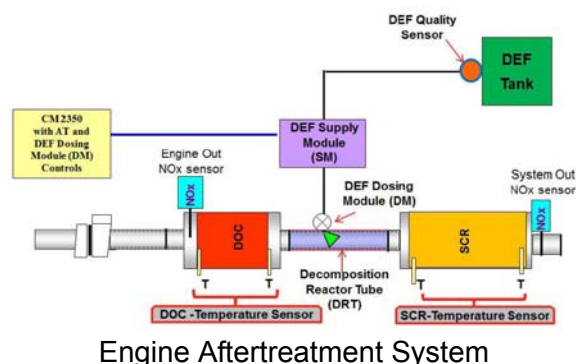 DEF Quality
Sensor
DEF
Tank
CM2350
with AT and
DEF Dosing
Module (DM)
Controls
DEF Supply
Module
(SM)
Engine Out
NOx sensor
NOx
DEF Dosing
Module (DM)
System Out
NOx sensor
NOx
DOC
SCR
Decomposition
Reactor Tube
(DRT)
T
T
T
T
DOC -Temperature Sensor
SCR-Temperature Sensor
Engine Aftertreatment System